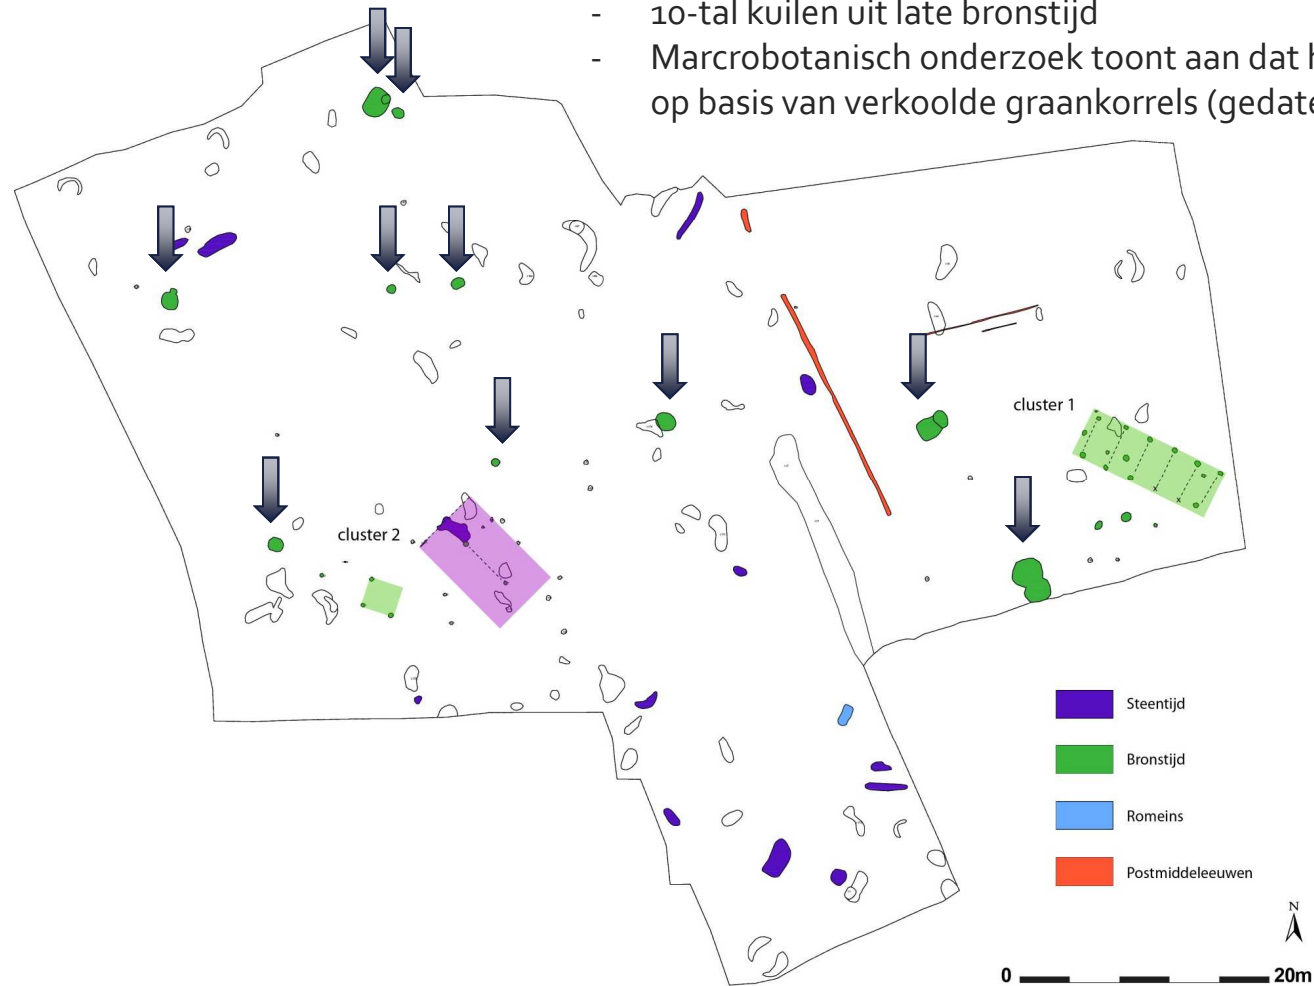 - 10-tal kuilen uit late bronstijd
- Marcrobotanisch onderzoek toont aan dat h
op basis van verkoolde graankorrels (gedate
cluster 1
cluster 2
x
x
Steentijd
Bronstijd
Romeins
Postmiddeleeuwen
N
0 20m